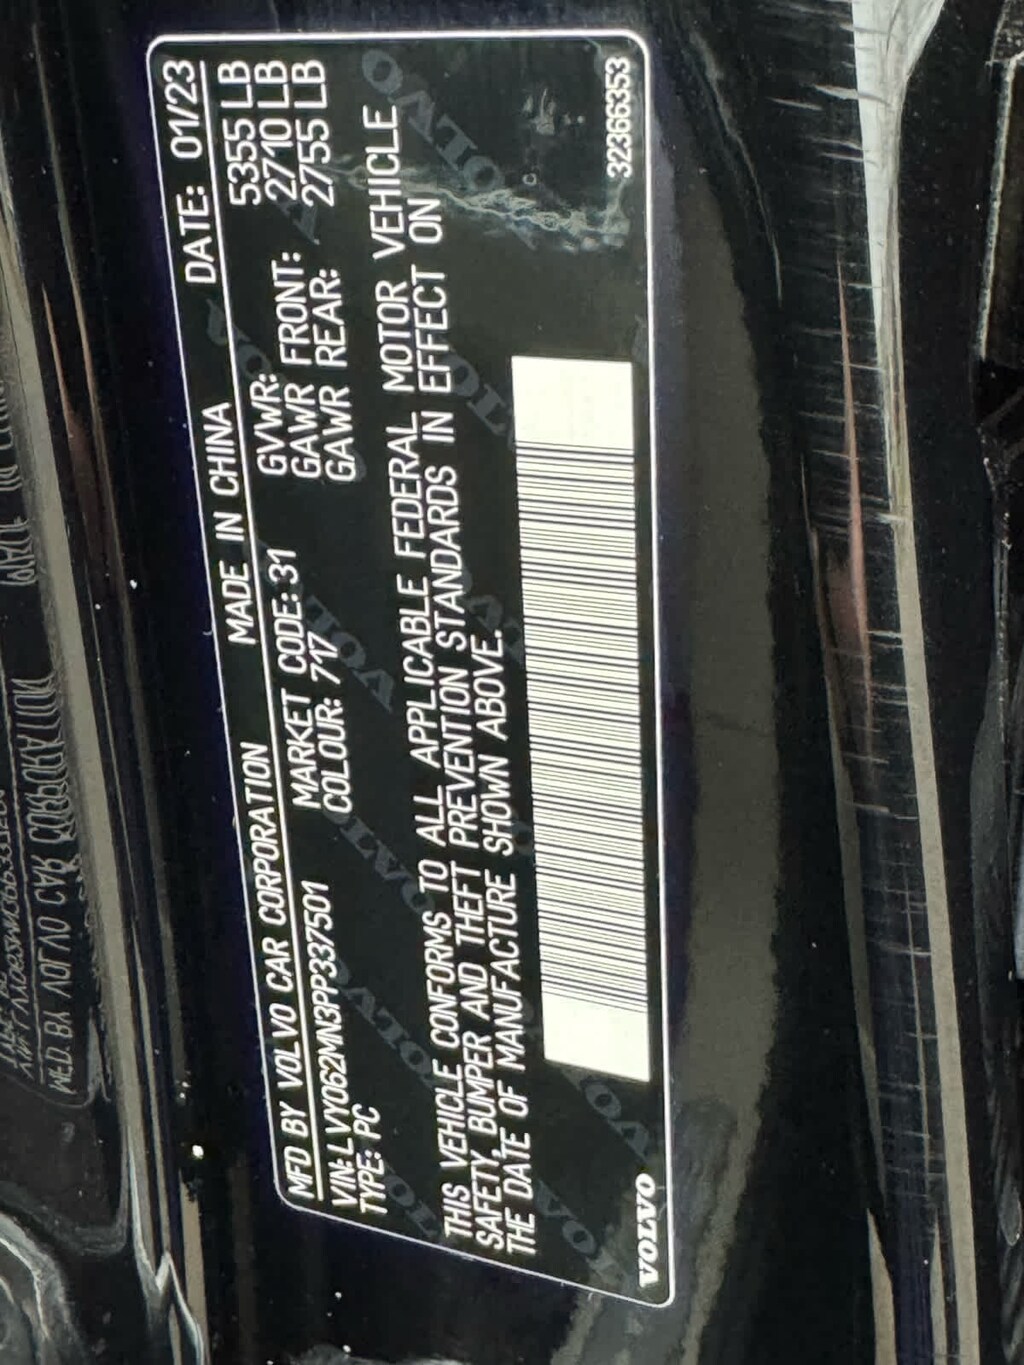 MFD BY VOLVO CAR CORPORATION MADE IN CHINA DATE: 01/23
VIN: LVY062MN3PP337501 MARKET CODE: 31 GVWR: 5355 LB
TYPE: PC COLOUR: 717 GAWR FRONT: 2710 LB
GAWR REAR: 2755 LB
THIS VEHICLE CONFORMS TO ALL APPLICABLE FEDERAL MOTOR VEHICLE
SAFETY, BUMPER AND THEFT PREVENTION STANDARDS IN EFFECT ON
THE DATE OF MANUFACTURE SHOWN ABOVE.
VOLVO 32366353